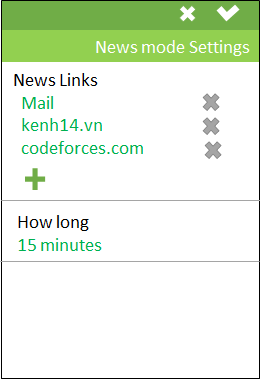 News mode Settings
News Links
Mail
kenh14.vn
codeforces.com
How long
15 minutes